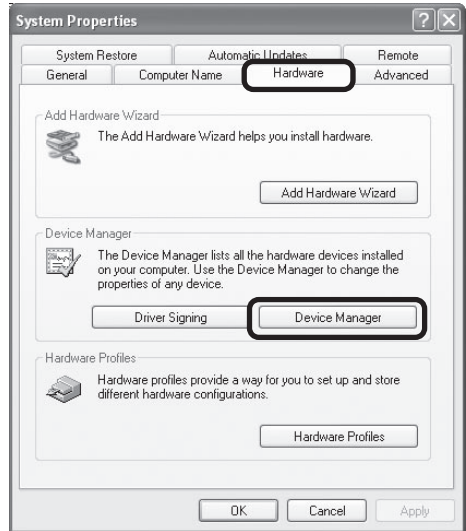 System Properties
System Restore Automatic Updates Remote
General Computer Name Hardware Advanced
Add Hardware Wizard
The Add Hardware Wizard helps you install hardware.
Add Hardware Wizard
Device Manager
The Device Manager lists all the hardware devices installed
on your computer. Use the Device Manager to change the
properties of any device.
Driver Signing Device Manager
Hardware Profiles
Hardware profiles provide a way for you to set up and store
different hardware configurations.
Hardware Profiles
OK Cancel Apply